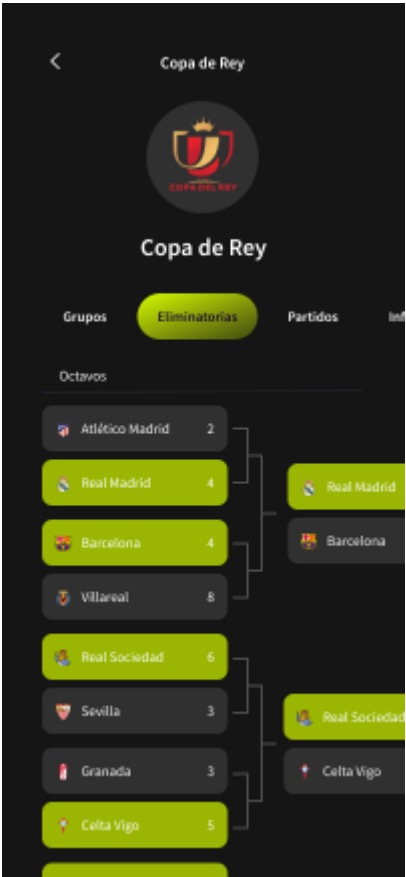 Copa de Rey
COPA DEL REY
Copa de Rey
Grupos Eliminatorias Partidos Inf
Octavos
Atlético Madrid 2
Real Madrid 4
Real Madrid
Barcelona 4
Barcelona
Villareal 8
Real Sociedad 6
Sevilla 3
Real Sociedad
Granada 3
Celta Vigo
Celta Vigo 5